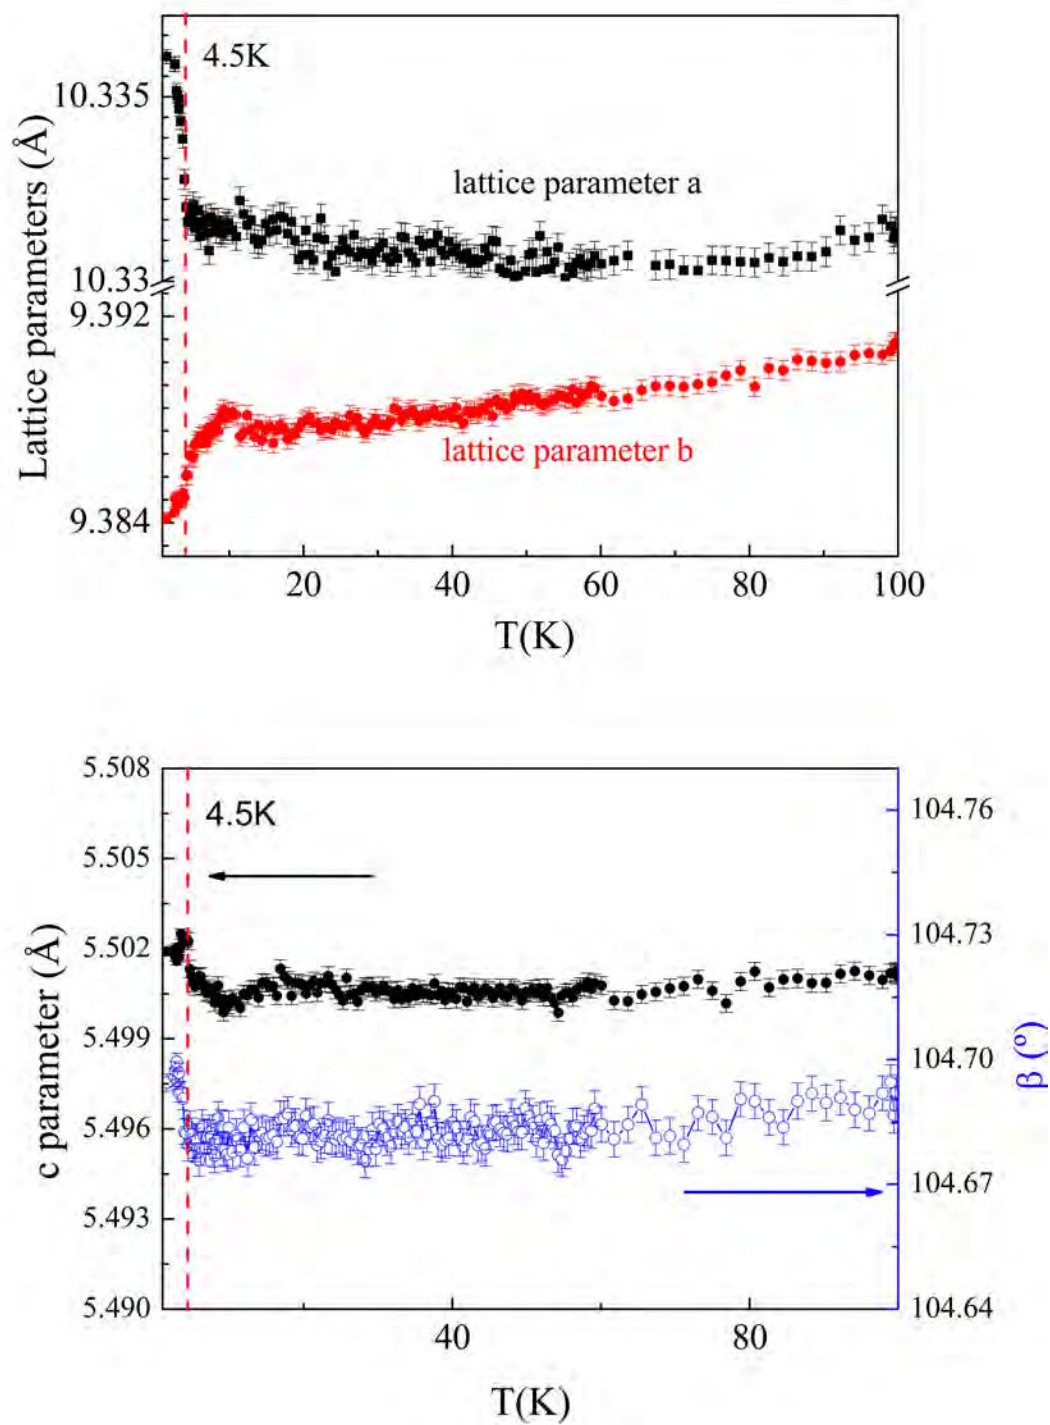 4.5K
10.335
lattice parameter a
10.33
9.392
lattice parameter b
9.384
Lattice parameters (Å)
20 40 60 80 100
T(K)
5.508
4.5K
104.76
5.505
5.502
104.73
5.499
104.70
5.496
104.67
5.493
5.490
104.64
c parameter (Å)
β (º)
40 80
T(K)